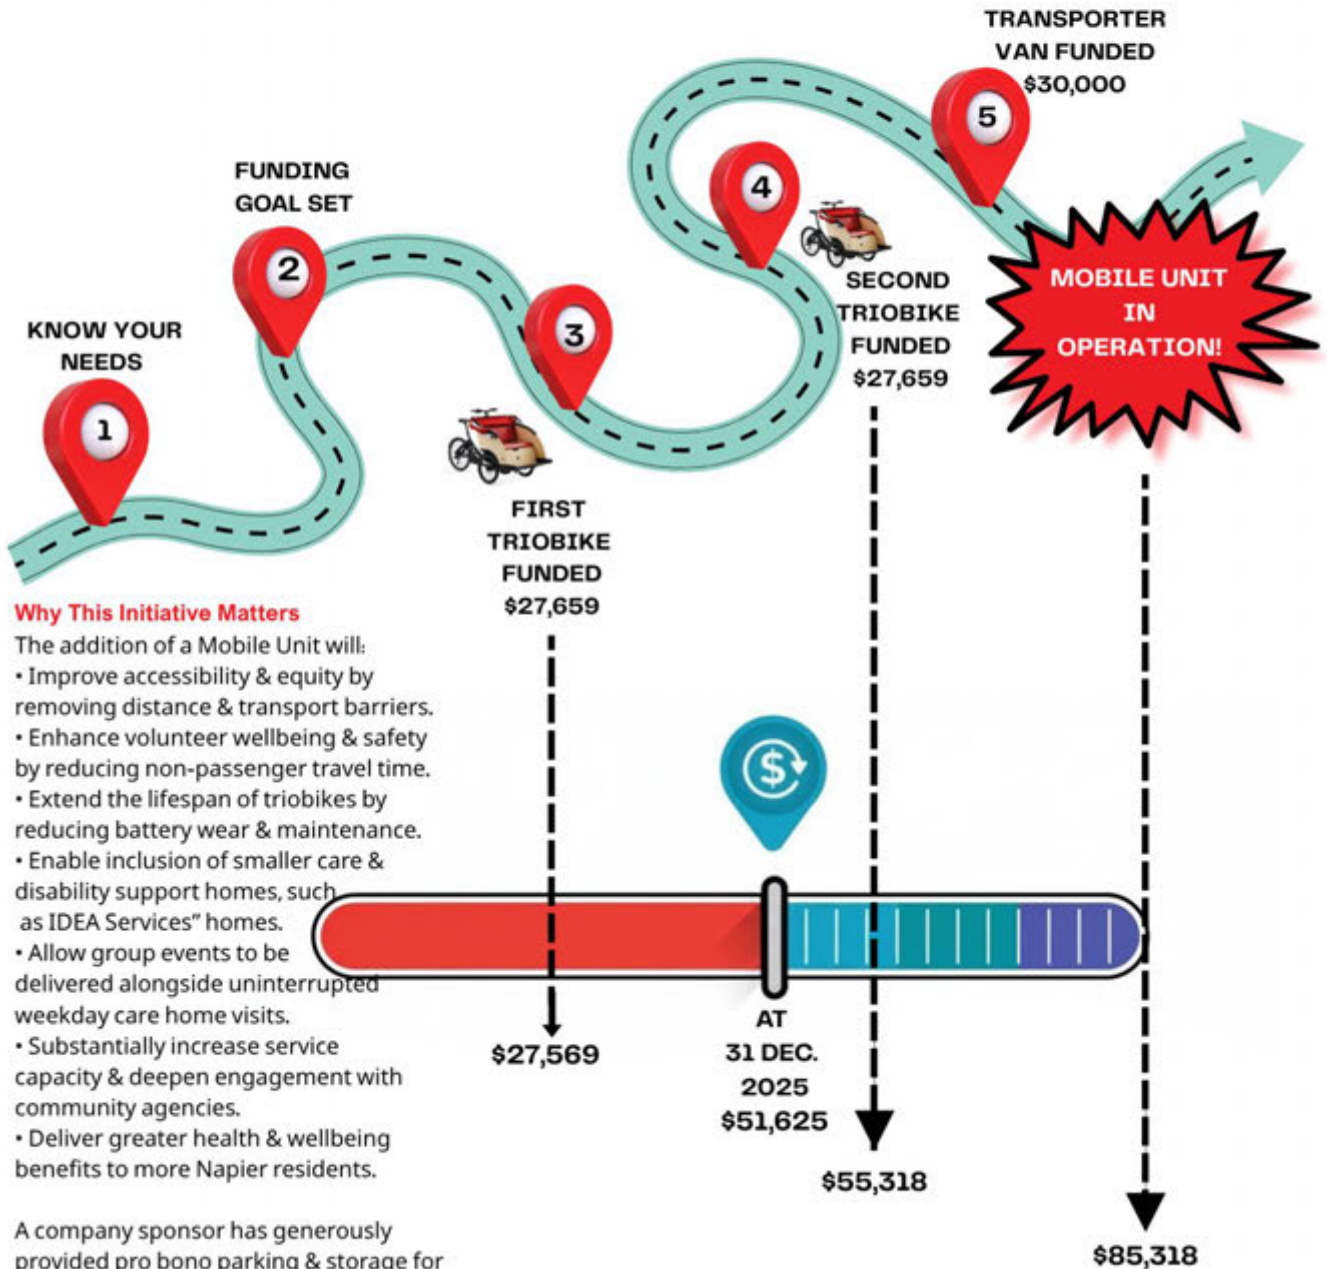 TRANSPORTER
VAN FUNDED
$30,000
5
4
FUNDING
GOAL SET
2
SECOND
TRIOBIKE
FUNDED
$27,659
MOBILE UNIT
IN
OPERATION!
3
KNOW YOUR
NEEDS
1
FIRST
TRIOBIKE
FUNDED
$27,659
Why This Initiative Matters
The addition of a Mobile Unit will:
• Improve accessibility & equity by
removing distance & transport barriers.
• Enhance volunteer wellbeing & safety
by reducing non-passenger travel time.
• Extend the lifespan of triobikes by
reducing battery wear & maintenance.
• Enable inclusion of smaller care &
disability support homes, such
as IDEA Services” homes.
• Allow group events to be
delivered alongside uninterrupted
weekday care home visits.
• Substantially increase service
capacity & deepen engagement with
community agencies.
• Deliver greater health & wellbeing
benefits to more Napier residents.
A company sponsor has generously
provided pro bono parking & storage for
$
$27,569
AT
31 DEC.
2025
$51,625
$55,318
$85,318